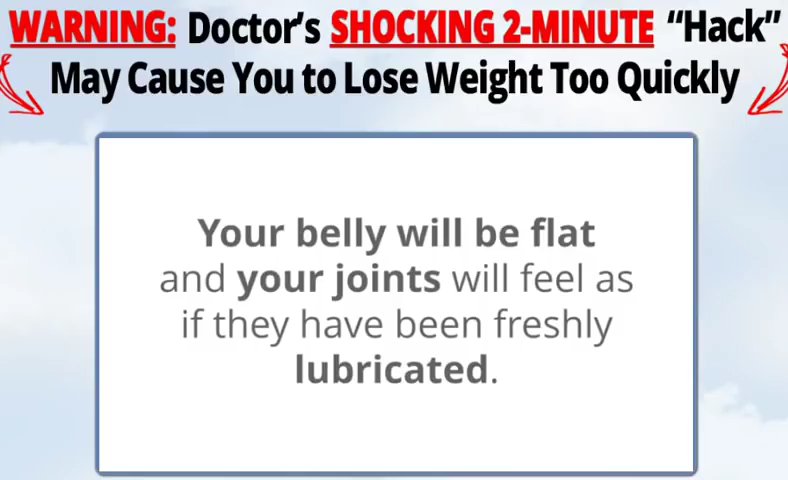 WARNING: Doctor's SHOCKING 2-MINUTE “Hack”
May Cause You to Lose Weight Too Quickly
Your belly will be flat
and your joints will feel as
if they have been freshly
lubricated.